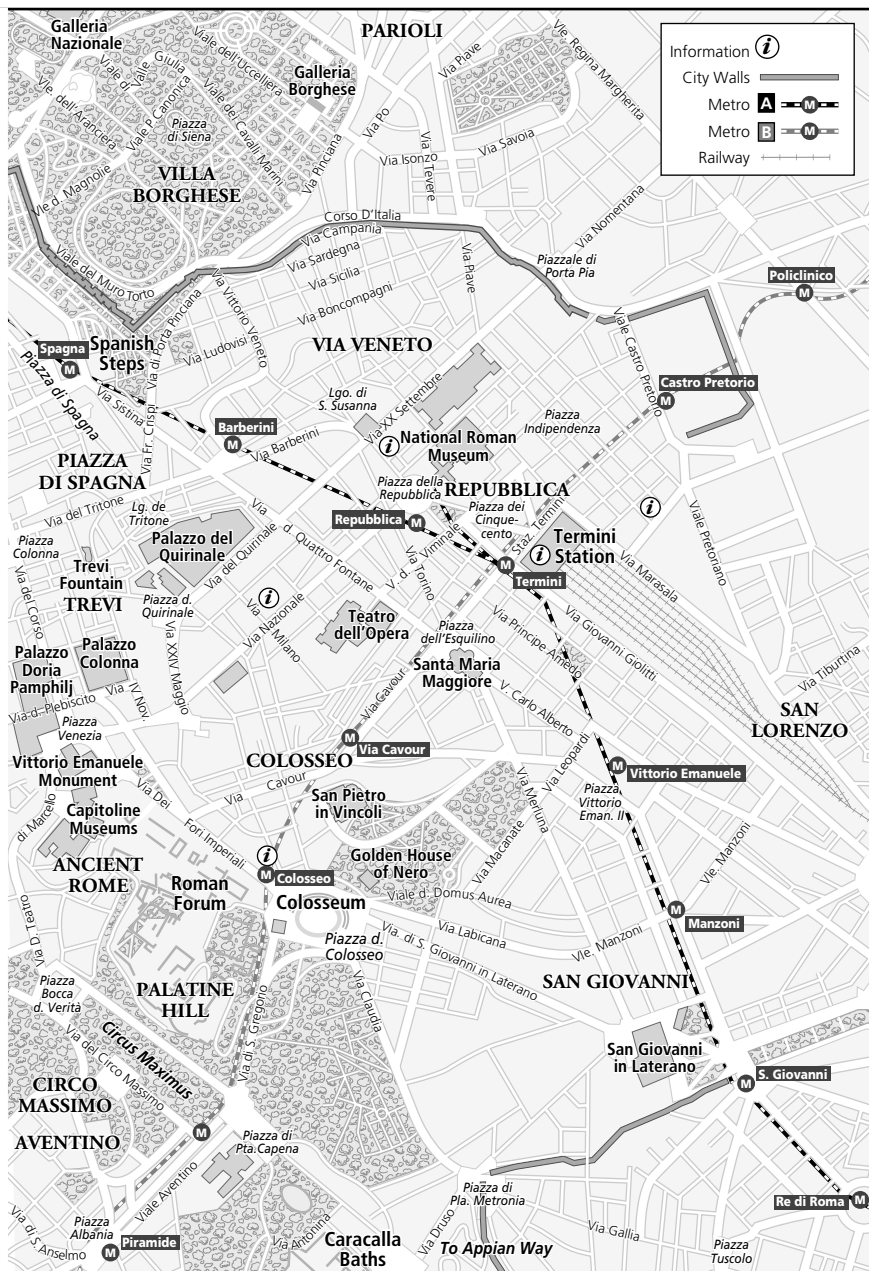 Galleria
Nazionale
PARIOLI
Information i
City Walls
Metro A M
Metro B M
Railway
Vle. Regina Margherita
Via Piave
Viale dell'Uccelliera
Viale di
Valle
Giulia
Galleria
Borghese
Vle. dell'Aranciera
Viale P. Canonica
Piazza
di Siena
Viale dei Cavalli Marini
Via Po
Via Pinciana
Via Isonzo
Via Tevere
Via Savoia
VILLA
BORGHESE
Vle d. Magnolie
Via Nomentana
Corso D'Italia
Via Campania
Viale del Muro Torto
Via Sardegna
Via Sicilia
Via Boncompagni
Via Ludovisi
Via Piave
Piazzale di
Porta Pia
Policlinico
M
Via Vittorio Veneto
Via di Porta Pinciana
VIA VENETO
Viale Castro Pretorio
Spagna
M
Spanish
Steps
Piazza di Spagna
Via Sistina
Via Fr. Crispi
Castro Pretorio
M
Lgo. di
S. Susanna
Via XX Settembre
Piazza
Indipendenza
Barberini
M
Via Barberini
i
National Roman
Museum
PIAZZA
DI SPAGNA
Piazza della
Repubblica
REPUBBLICA
Via del Tritone
Lg. de
Tritone
Repubblica
M
Piazza dei
Cinque-
cento
Staz. Termini
Termini
Station
i
i
Viale Pretoriano
Piazza
Colonna
Palazzo del
Quirinale
Via del Quirinale
Via
d. Quattro Fontane
V. d. Viminale
Via Torino
M
Termini
Via Marasala
Trevi
Fountain
TREVI
Piazza d.
Quirinale
i
Via del Corso
Via Nazionale
Via
Milano
Teatro
dell'Opera
Piazza
dell'Esquilino
Via Principe Amedo
Via Giovanni Giolitti
Palazzo
Doria
Pamphilj
Palazzo
Colonna
Via XXIV Maggio
Santa Maria
Maggiore
Via Cavour
V. Carlo Alberto
Via Tiburtina
SAN
LORENZO
Via d. Plebiscito
Via
IV Nov.
Piazza
Venezia
M
Via Cavour
COLOSSEO
Via Leopardi
M
Vittorio Emanuele
Vittorio Emanuele
Monument
Via Dei
Fori Imperiali
Via
Cavour
San Pietro
in Vincoli
Via Merluna
Piazza
Vittorio
Eman. II
di Marcello
Capitoline
Museums
Via Macanate
Vle. Manzoni
ANCIENT
ROME
i
M
Colosseo
Golden House
of Nero
Roman
Forum
Colosseum
Viale d. Domus Aurea
M
Manzoni
Via Labicana
Vle. Manzoni
Via D. Teatro
Piazza d.
Colosseo
Via. di S. Giovanni in Laterano
SAN GIOVANNI
Piazza
Bocca
d. Verità
PALATINE
HILL
Via Claudia
Via di S. Gregorio
Circus Maximus
Via del Circo Massimo
San Giovanni
in Laterano
S. Giovanni
M
CIRCO
MASSIMO
AVENTINO
M
Piazza di
Pta.Capena
Piazza di
Pla. Metronia
Viale Aventino
Re di Roma
M
Piazza
Albania
Via di S. Anselmo
M
Piramide
Via Antonina
Caracalla
Baths
Via Druso
To Appian Way
Via Gallia
Piazza
Tuscolo